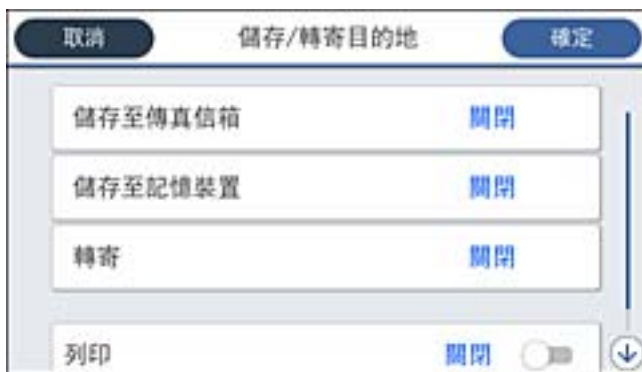 取消 儲存/轉寄目的地 確定
儲存至傳真信箱 關閉
儲存至記憶裝置 關閉
轉寄 關閉
列印 關閉